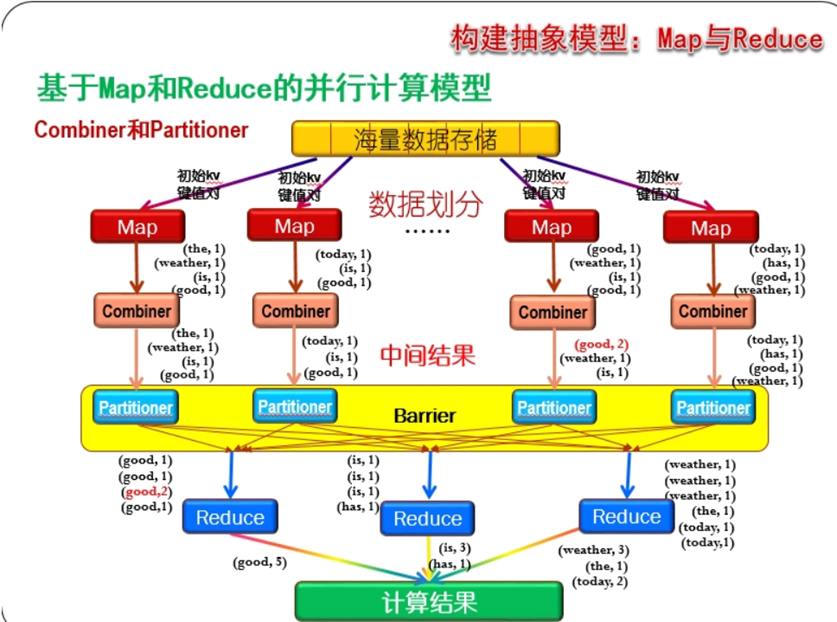 构建抽象模型：Map与Reduce
基于Map和Reduce的并行计算模型
Combiner和Partitioner
海量数据存储
初始kv
键值对
初始kv
键值对
初始kv
键值对
初始kv
键值对
数据划分
......
Map
Map
Map
Map
(the, 1)
(weather, 1)
(is, 1)
(good, 1)
(today, 1)
(is, 1)
(good, 1)
(good, 1)
(weather, 1)
(is, 1)
(good, 1)
(today, 1)
(has, 1)
(good, 1)
(weather, 1)
Combiner
Combiner
Combiner
Combiner
(the, 1)
(weather, 1)
(is, 1)
(good, 1)
(today, 1)
(is, 1)
(good, 1)
中间结果
(good, 2)
(weather, 1)
(is, 1)
(today, 1)
(has, 1)
(good, 1)
(weather, 1)
Partitioner
Partitioner
Barrier
Partitioner
Partitioner
(good, 1)
(good, 1)
(good,2)
(good,1)
(is, 1)
(is, 1)
(is, 1)
(has, 1)
(weather, 1)
(weather, 1)
(weather, 1)
(the, 1)
(today, 1)
(today,1)
Reduce
Reduce
Reduce
(good, 5)
(is, 3)
(has, 1)
(weather, 3)
(the, 1)
(today, 2)
计算结果